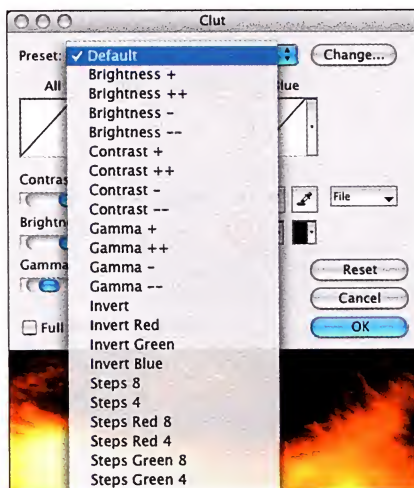 Clut
Preset: ✓ Default Change...
All lue
Brightness +
Brightness ++
Brightness -
Brightness --
Contrast +
Contrast ++
Contrast -
Contrast --
Gamma +
Gamma ++
Gamma -
Gamma --
Invert
Invert Red
Invert Green
Invert Blue
Steps 8
Steps 4
Steps Red 8
Steps Red 4
Steps Green 8
Steps Green 4
Contras
Brightn
Gamma
Full
File
Reset
Cancel
OK